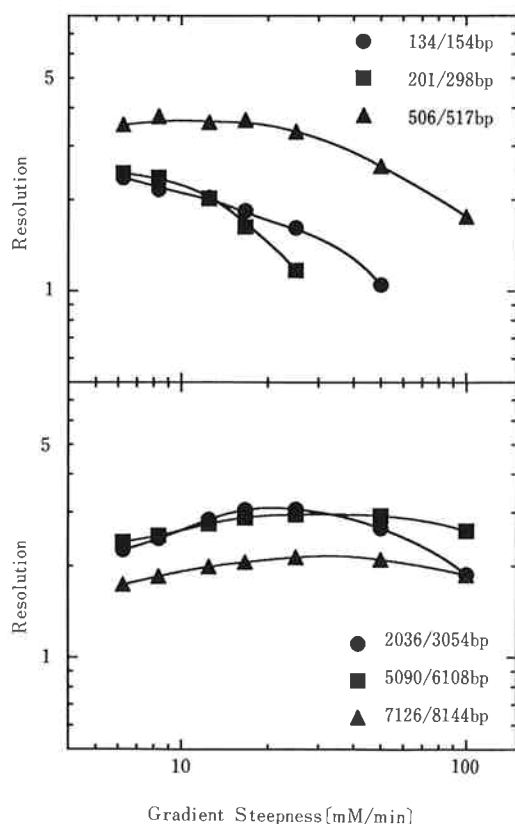 5
1
Resolution
134/154bp
201/298bp
506/517bp
5
1
Resolution
2036/3054bp
5090/6108bp
7126/8144bp
10
100
Gradient Steepness[mM/min]